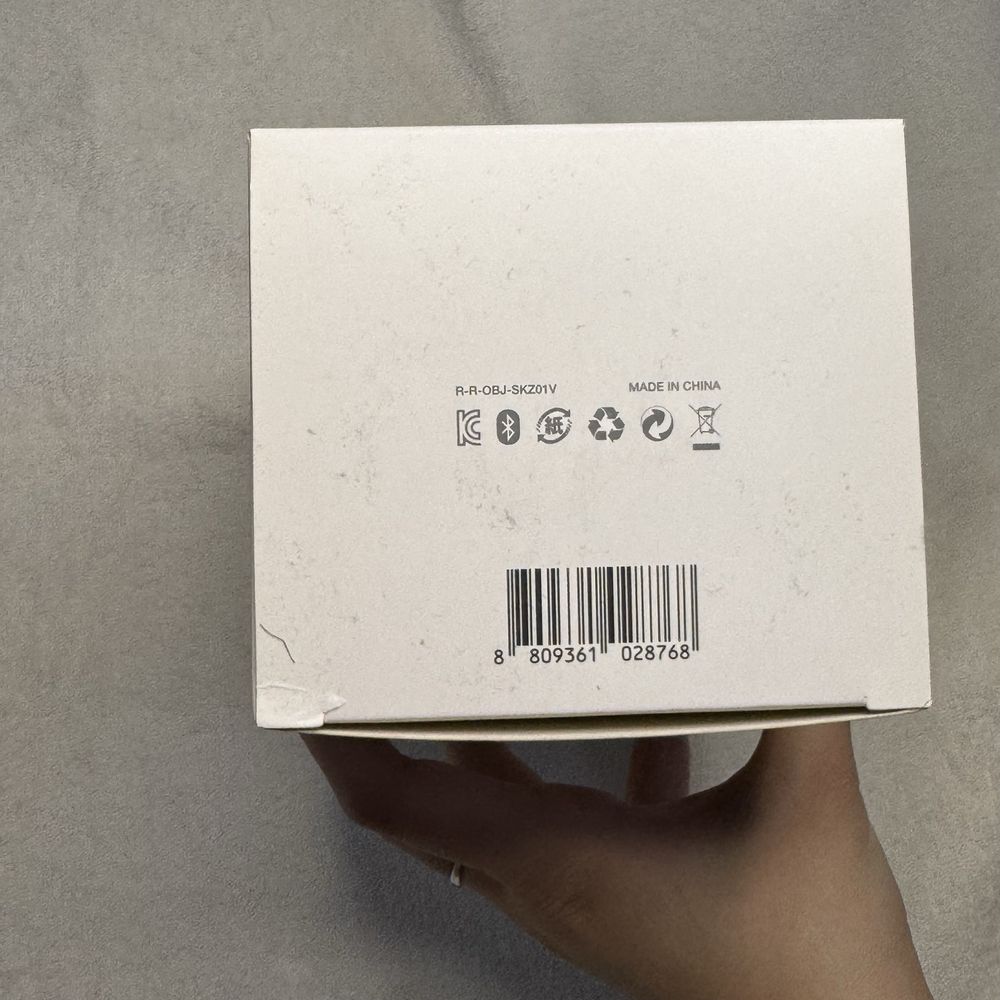 R-R-OBJ-SKZ01V MADE IN CHINA
紙
8 809361 028768